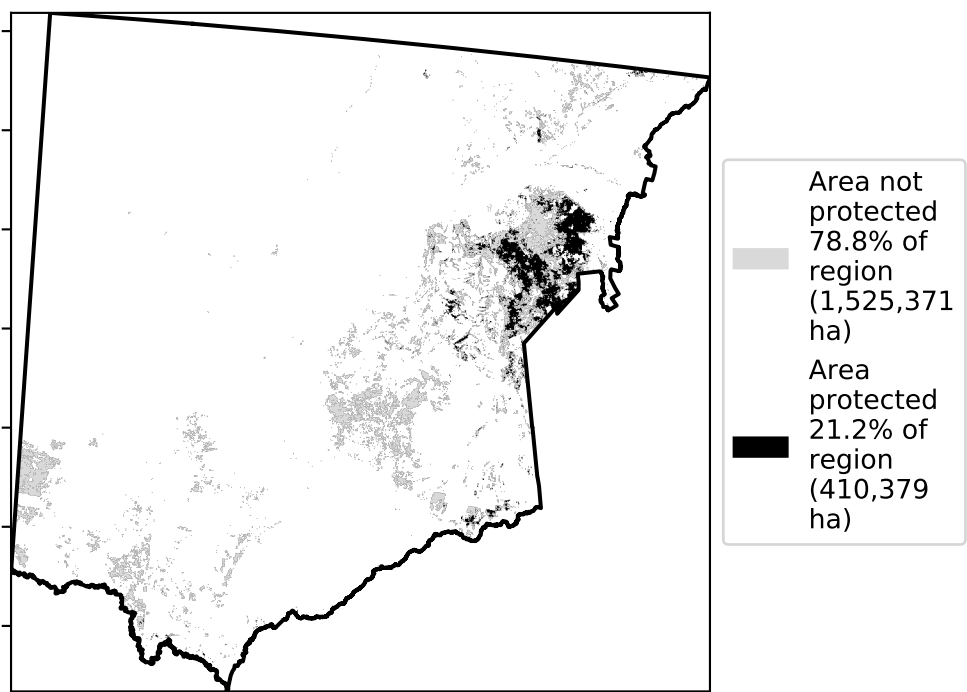 Area not
protected
78.8% of
region
(1,525,371
ha)
Area
protected
21.2% of
region
(410,379
ha)